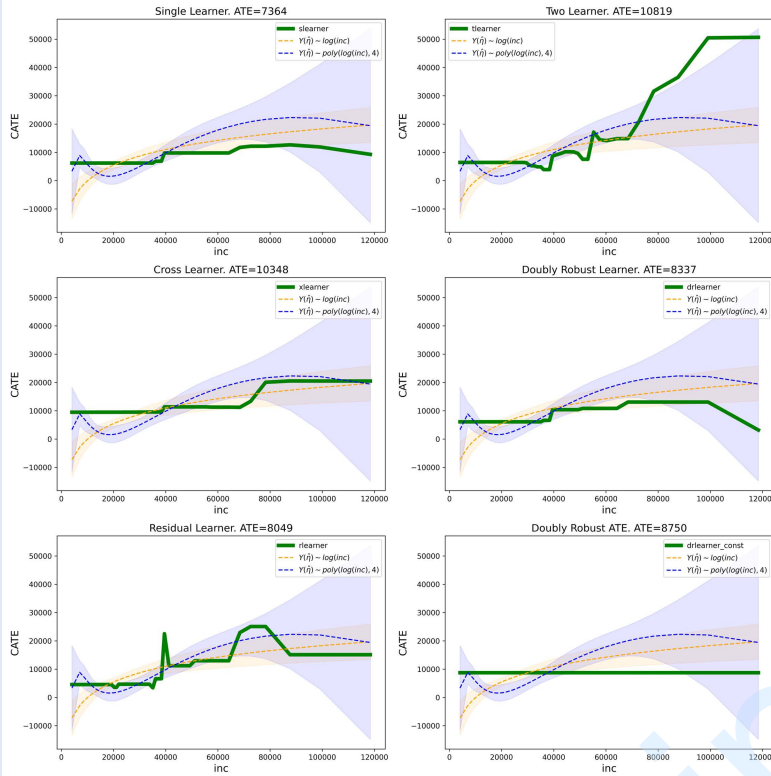 Single Learner. ATE=7364
slearner
Y(η̂) ~ log(inc)
Y(η̂) ~ poly(log(inc), 4)
CATE
50000
40000
30000
20000
10000
0
−10000
0 20000 40000 60000 80000 100000 120000
inc
Two Learner. ATE=10819
tlearner
Y(η̂) ~ log(inc)
Y(η̂) ~ poly(log(inc), 4)
CATE
50000
40000
30000
20000
10000
0
−10000
0 20000 40000 60000 80000 100000 120000
inc
Cross Learner. ATE=10348
xlearner
Y(η̂) ~ log(inc)
Y(η̂) ~ poly(log(inc), 4)
CATE
50000
40000
30000
20000
10000
0
−10000
0 20000 40000 60000 80000 100000 120000
inc
Doubly Robust Learner. ATE=8337
drlearner
Y(η̂) ~ log(inc)
Y(η̂) ~ poly(log(inc), 4)
CATE
50000
40000
30000
20000
10000
0
−10000
0 20000 40000 60000 80000 100000 120000
inc
Residual Learner. ATE=8049
rlearner
Y(η̂) ~ log(inc)
Y(η̂) ~ poly(log(inc), 4)
CATE
50000
40000
30000
20000
10000
0
−10000
0 20000 40000 60000 80000 100000 120000
inc
Doubly Robust ATE. ATE=8750
drlearner_const
Y(η̂) ~ log(inc)
Y(η̂) ~ poly(log(inc), 4)
CATE
50000
40000
30000
20000
10000
0
−10000
0 20000 40000 60000 80000 100000 120000
inc